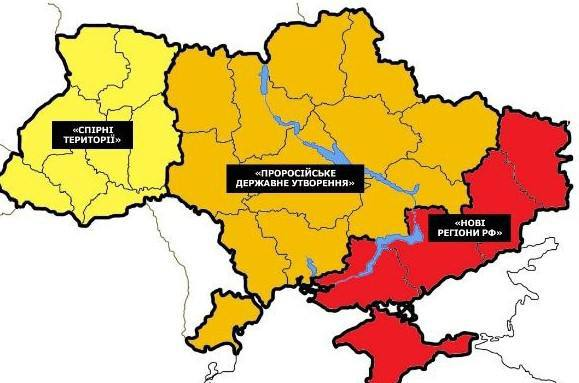 «СПІРНІ
ТЕРИТОРІЇ»
«ПРОРОСІЙСЬКЕ
ДЕРЖАВНЕ УТВОРЕННЯ»
«НОВІ
РЕГІОНИ РФ»